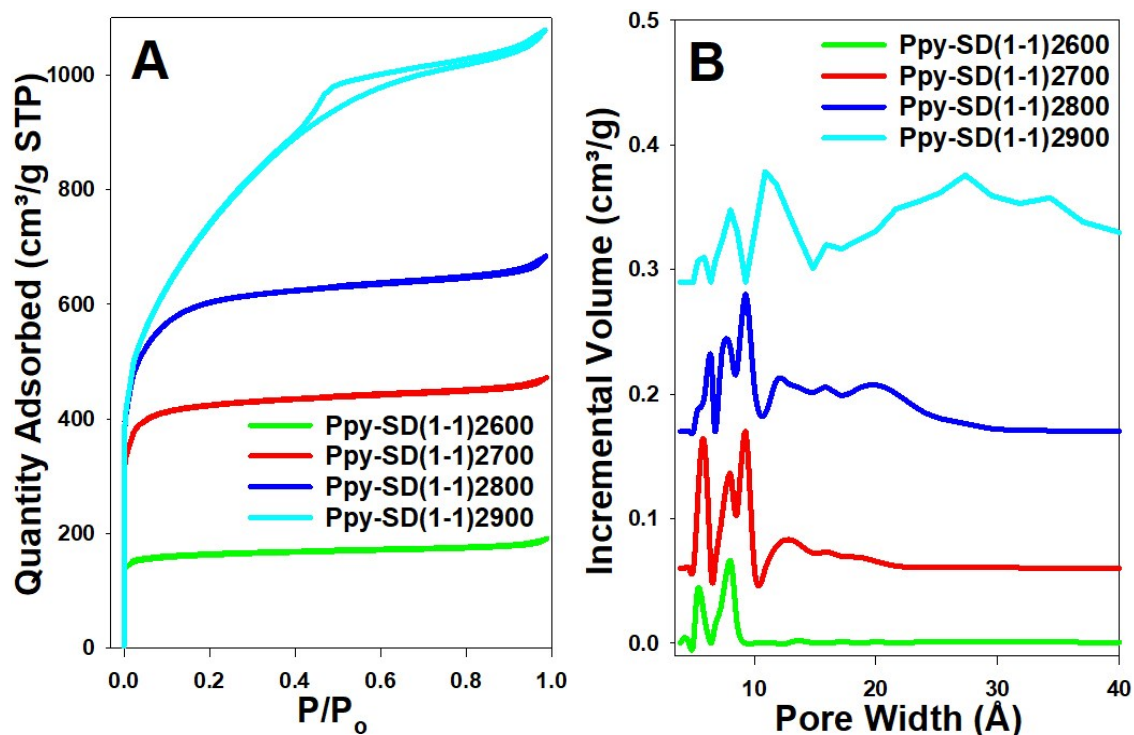 A
Quantity Adsorbed (cm³/g STP)
1000
800
600
400
200
0
Ppy-SD(1-1)2600
Ppy-SD(1-1)2700
Ppy-SD(1-1)2800
Ppy-SD(1-1)2900
0.0 0.2 0.4 0.6 0.8 1.0
P/Pₒ
B
Incremental Volume (cm³/g)
0.5
0.4
0.3
0.2
0.1
0.0
Ppy-SD(1-1)2600
Ppy-SD(1-1)2700
Ppy-SD(1-1)2800
Ppy-SD(1-1)2900
10 20 30 40
Pore Width (Å)